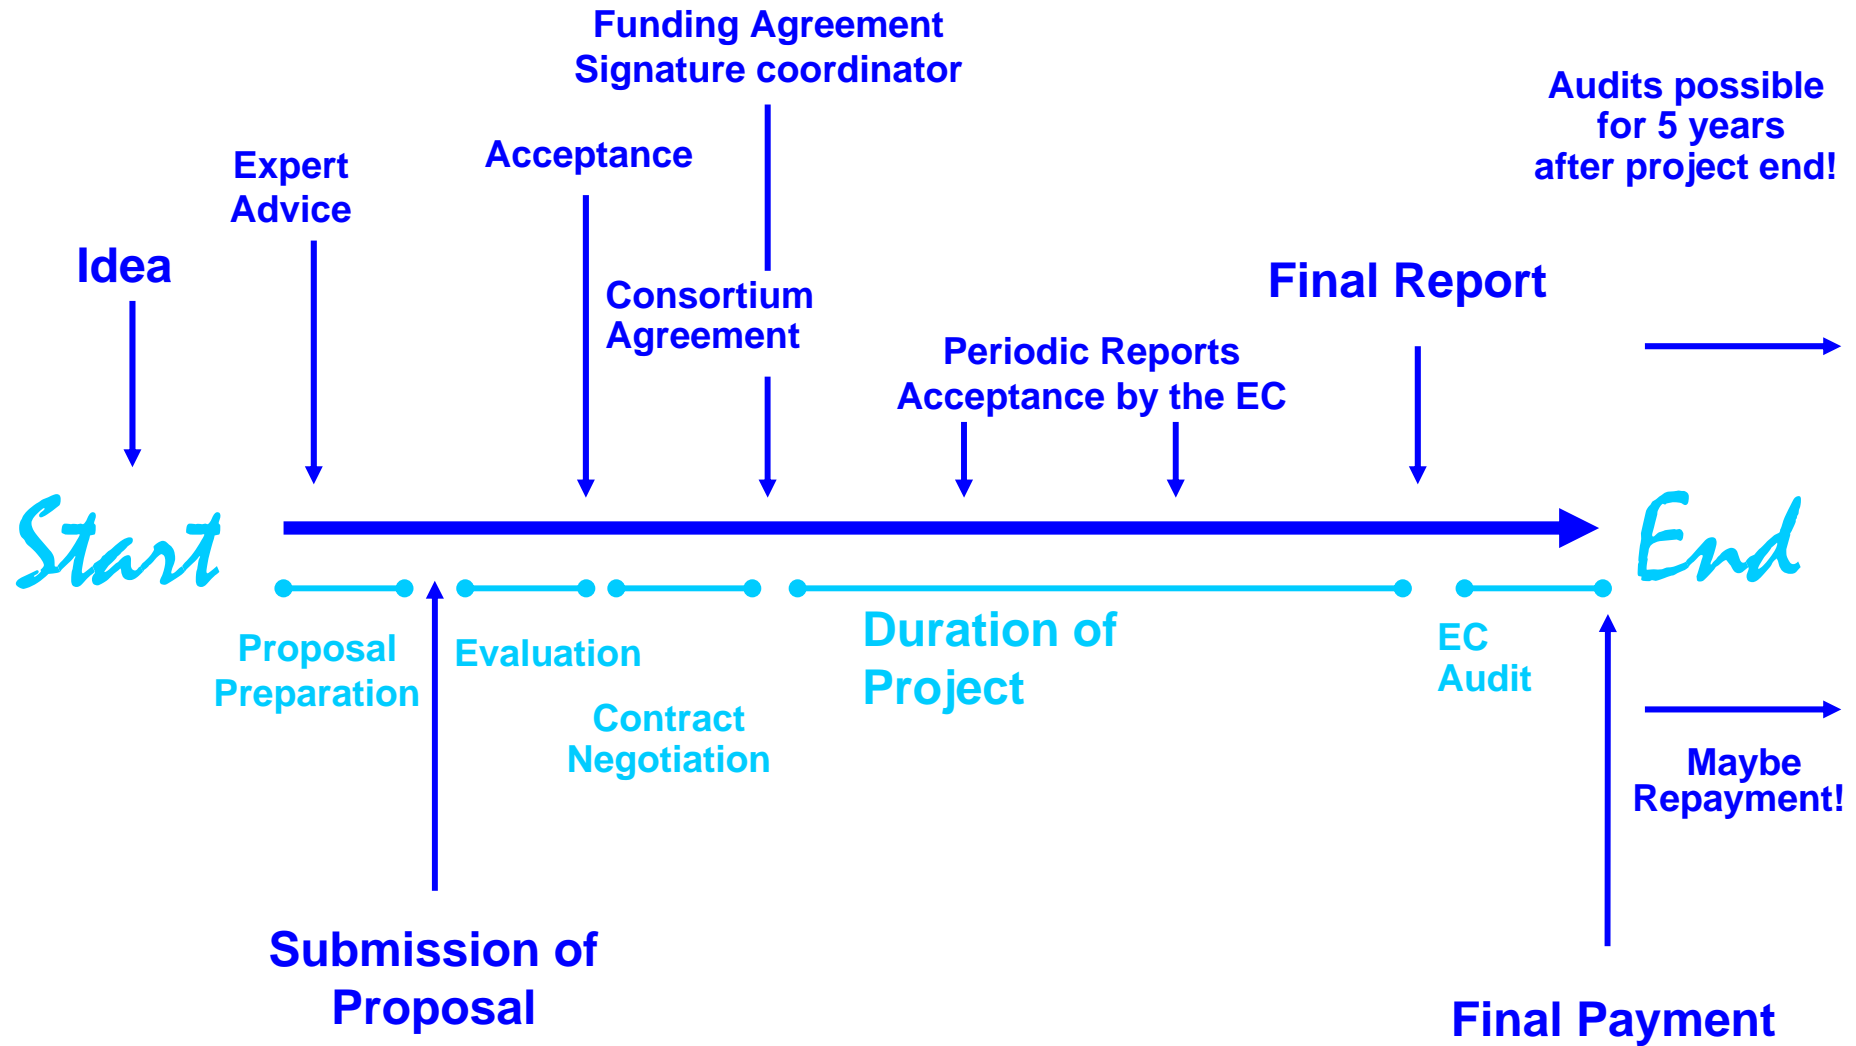 Funding Agreement
Signature coordinator
Audits possible
for 5 years
after project end!
Acceptance
Expert
Advice
Idea
Consortium
Agreement
Final Report
Periodic Reports
Acceptance by the EC
Start
End
Proposal
Preparation
Evaluation
Contract
Negotiation
Duration of
Project
EC
Audit
Maybe
Repayment!
Submission of
Proposal
Final Payment